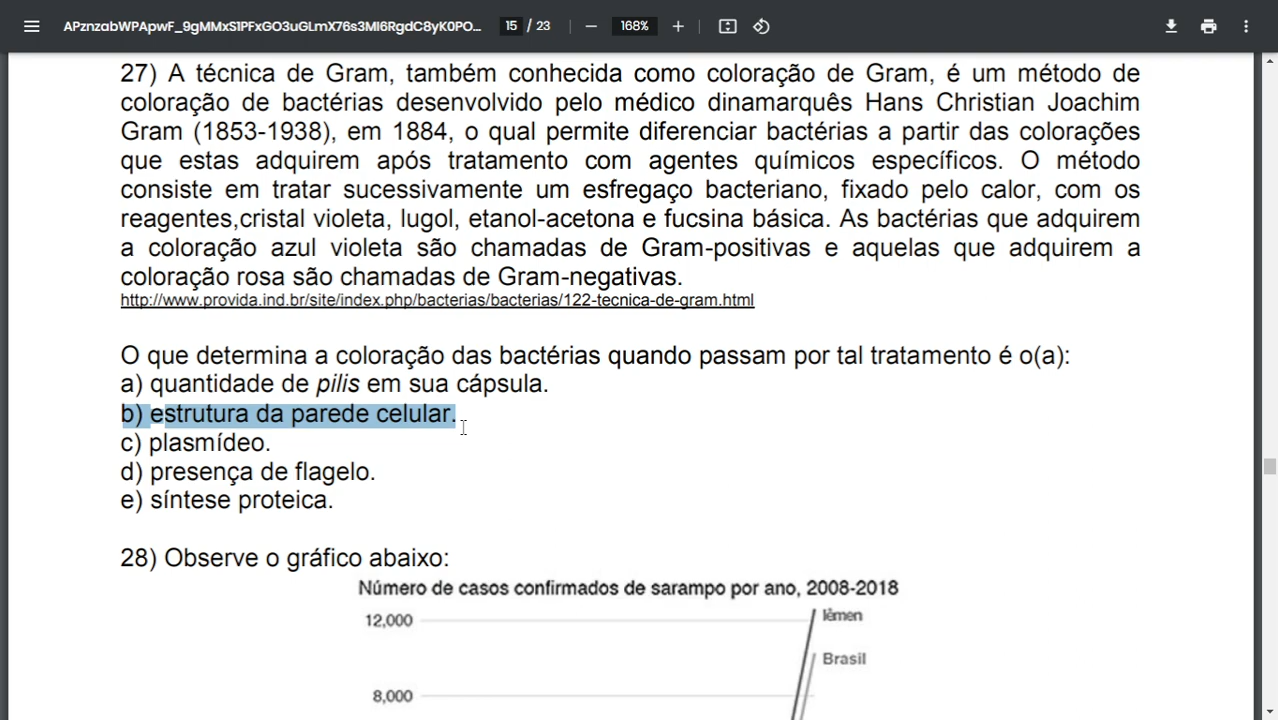 APznzabWPApwF_9gMMxSIPFxGO3uGLmX76s3MI6RgdC8yK0PO... 15 / 23 168%
27) A técnica de Gram, também conhecida como coloração de Gram, é um método de
coloração de bactérias desenvolvido pelo médico dinamarquês Hans Christian Joachim
Gram (1853-1938), em 1884, o qual permite diferenciar bactérias a partir das colorações
que estas adquirem após tratamento com agentes químicos específicos. O método
consiste em tratar sucessivamente um esfregaço bacteriano, fixado pelo calor, com os
reagentes,cristal violeta, lugol, etanol-acetona e fucsina básica. As bactérias que adquirem
a coloração azul violeta são chamadas de Gram-positivas e aquelas que adquirem a
coloração rosa são chamadas de Gram-negativas.
http://www.provida.ind.br/site/index.php/bacterias/bacterias/122-tecnica-de-gram.html
O que determina a coloração das bactérias quando passam por tal tratamento é o(a):
a) quantidade de pilis em sua cápsula.
b) estrutura da parede celular.
c) plasmídeo.
d) presença de flagelo.
e) síntese proteica.
28) Observe o gráfico abaixo:
Número de casos confirmados de sarampo por ano, 2008-2018
12,000
Iêmen
Brasil
8,000